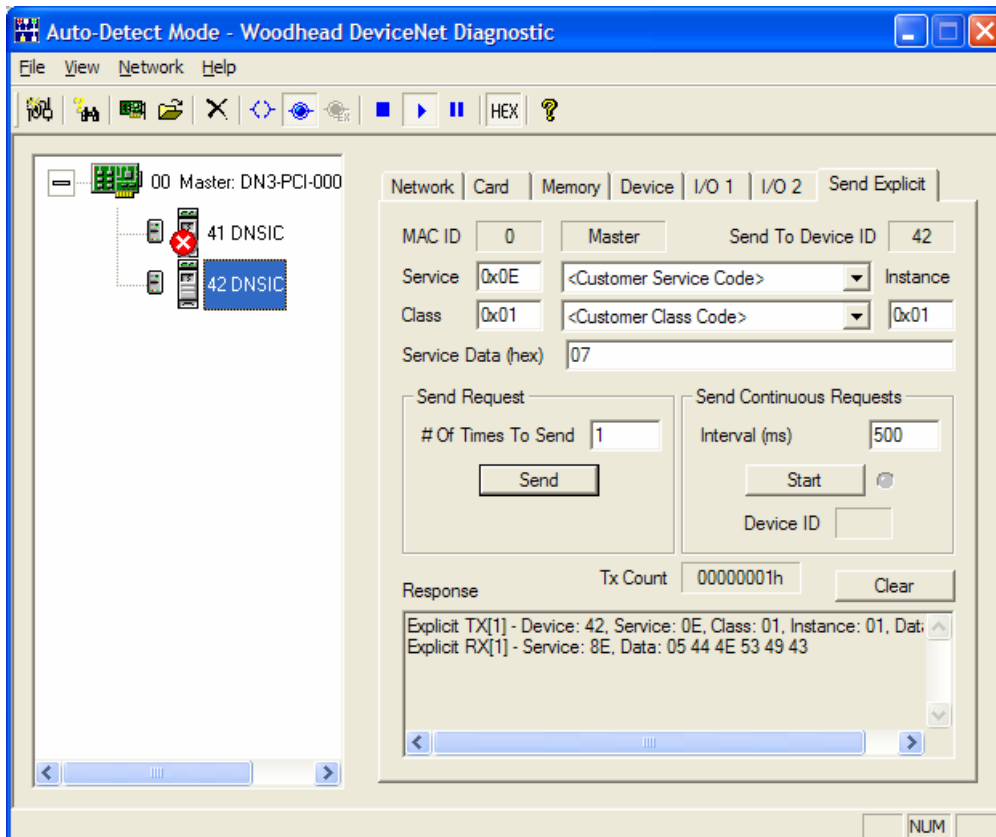 Auto-Detect Mode - Woodhead DeviceNet Diagnostic
File View Network Help
HEX
00 Master: DN3-PCI-000
41 DNSIC
42 DNSIC
Network Card Memory Device I/O 1 I/O 2 Send Explicit
MAC ID 0 Master Send To Device ID 42
Service 0x0E <Customer Service Code> Instance
Class 0x01 <Customer Class Code> 0x01
Service Data (hex) 07
Send Request Send Continuous Requests
# Of Times To Send 1 Interval (ms) 500
Send Start
Device ID
Response Tx Count 00000001h Clear
Explicit TX[1] - Device: 42, Service: 0E, Class: 01, Instance: 01, Data:
Explicit RX[1] - Service: 8E, Data: 05 44 4E 53 49 43
NUM